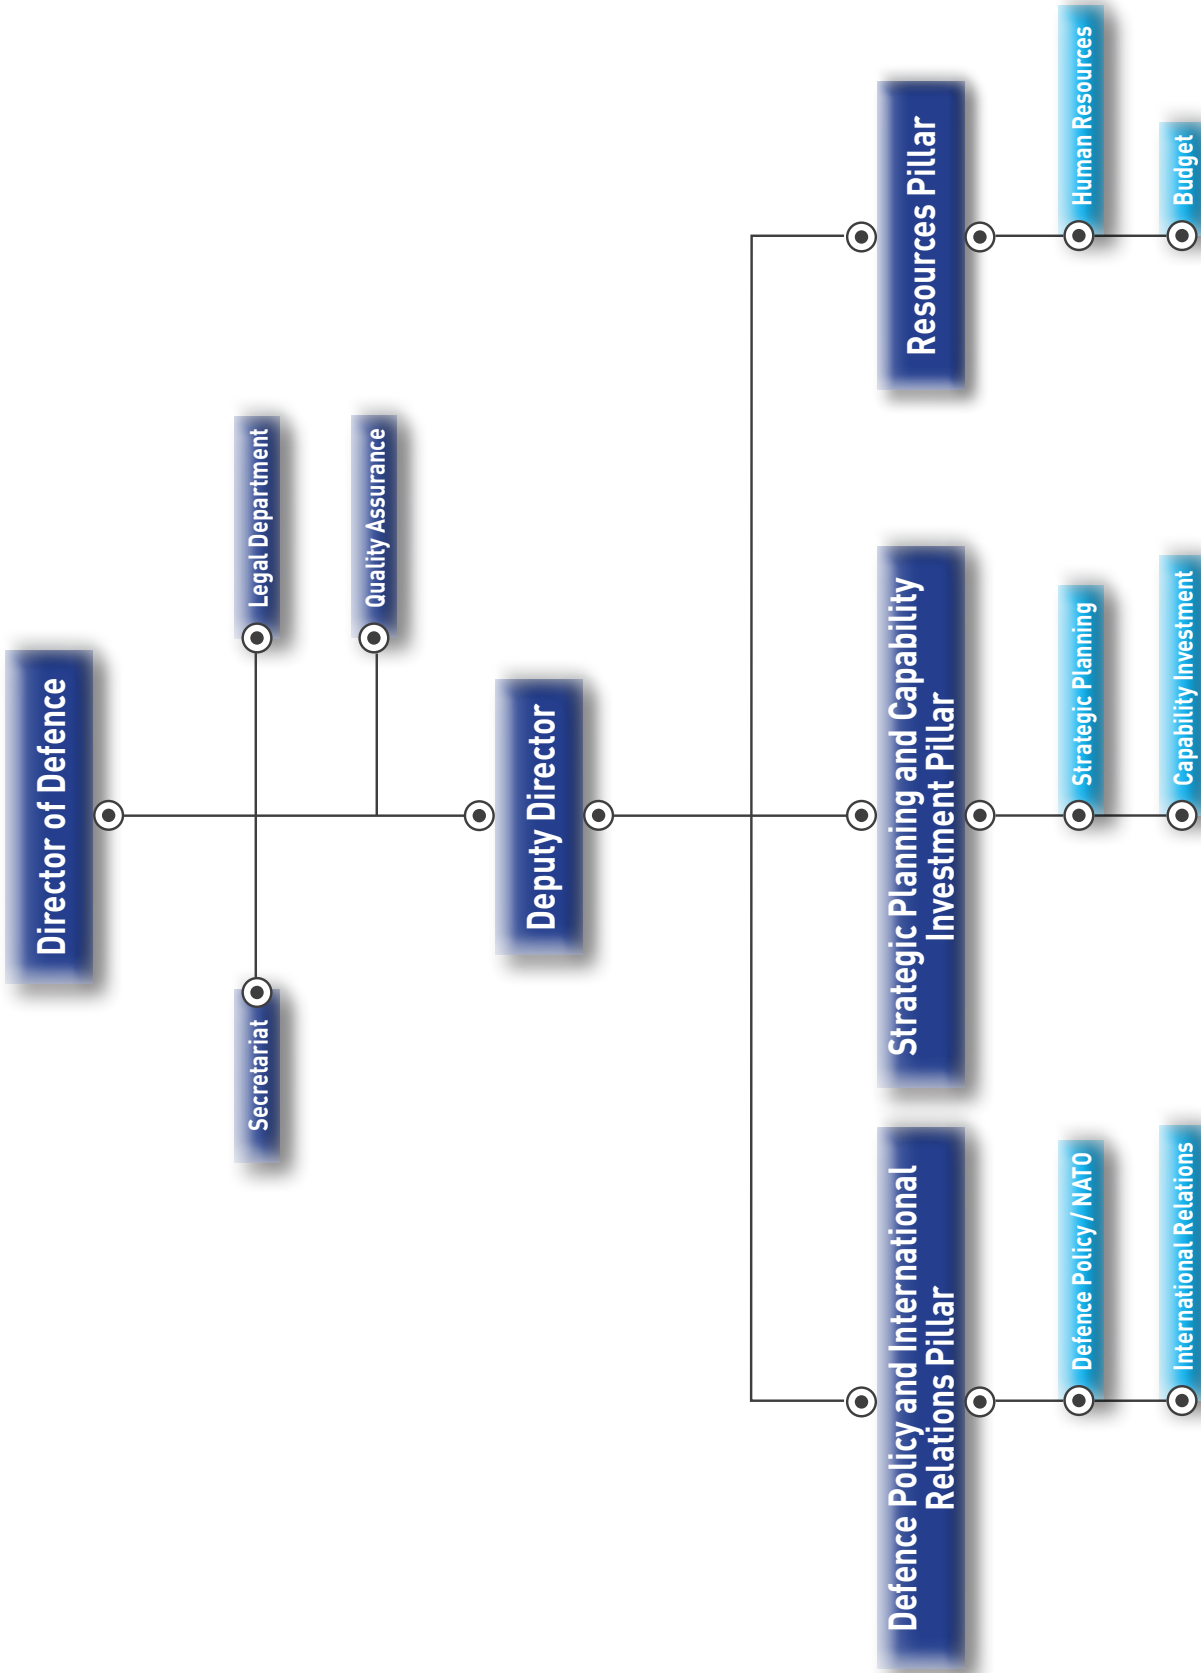 Director of Defence
Secretariat
Legal Department
Quality Assurance
Deputy Director
Defence Policy and International
Relations Pillar
Strategic Planning and Capability
Investment Pillar
Resources Pillar
Defence Policy / NATO
Strategic Planning
Human Resources
International Relations
Capability Investment
Budget